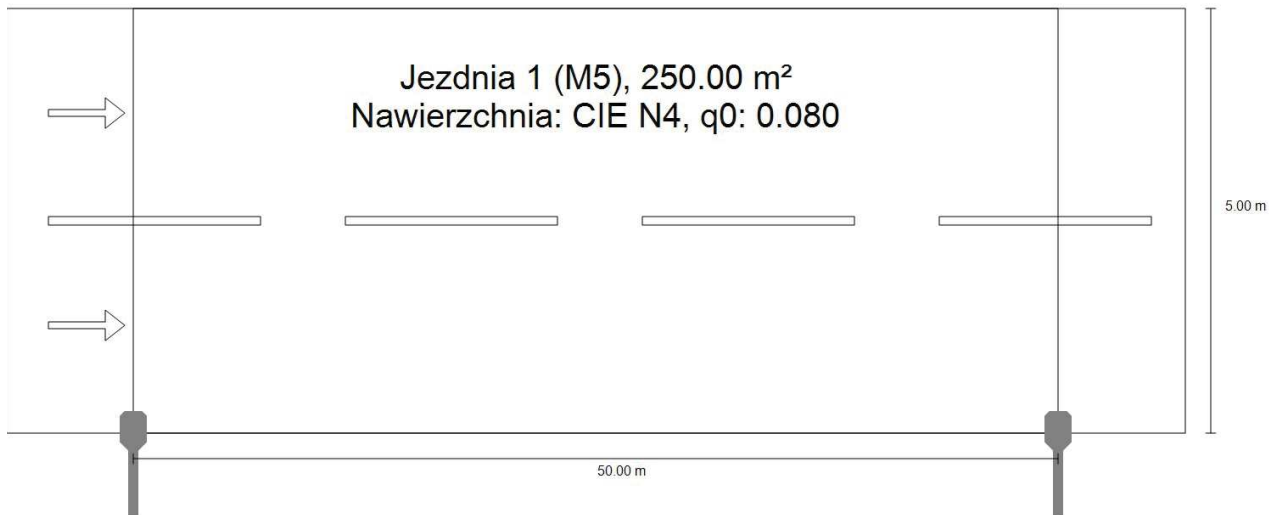 Jezdnia 1 (M5), 250.00 m²
Nawierzchnia: CIE N4, q0: 0.080
5.00 m
50.00 m